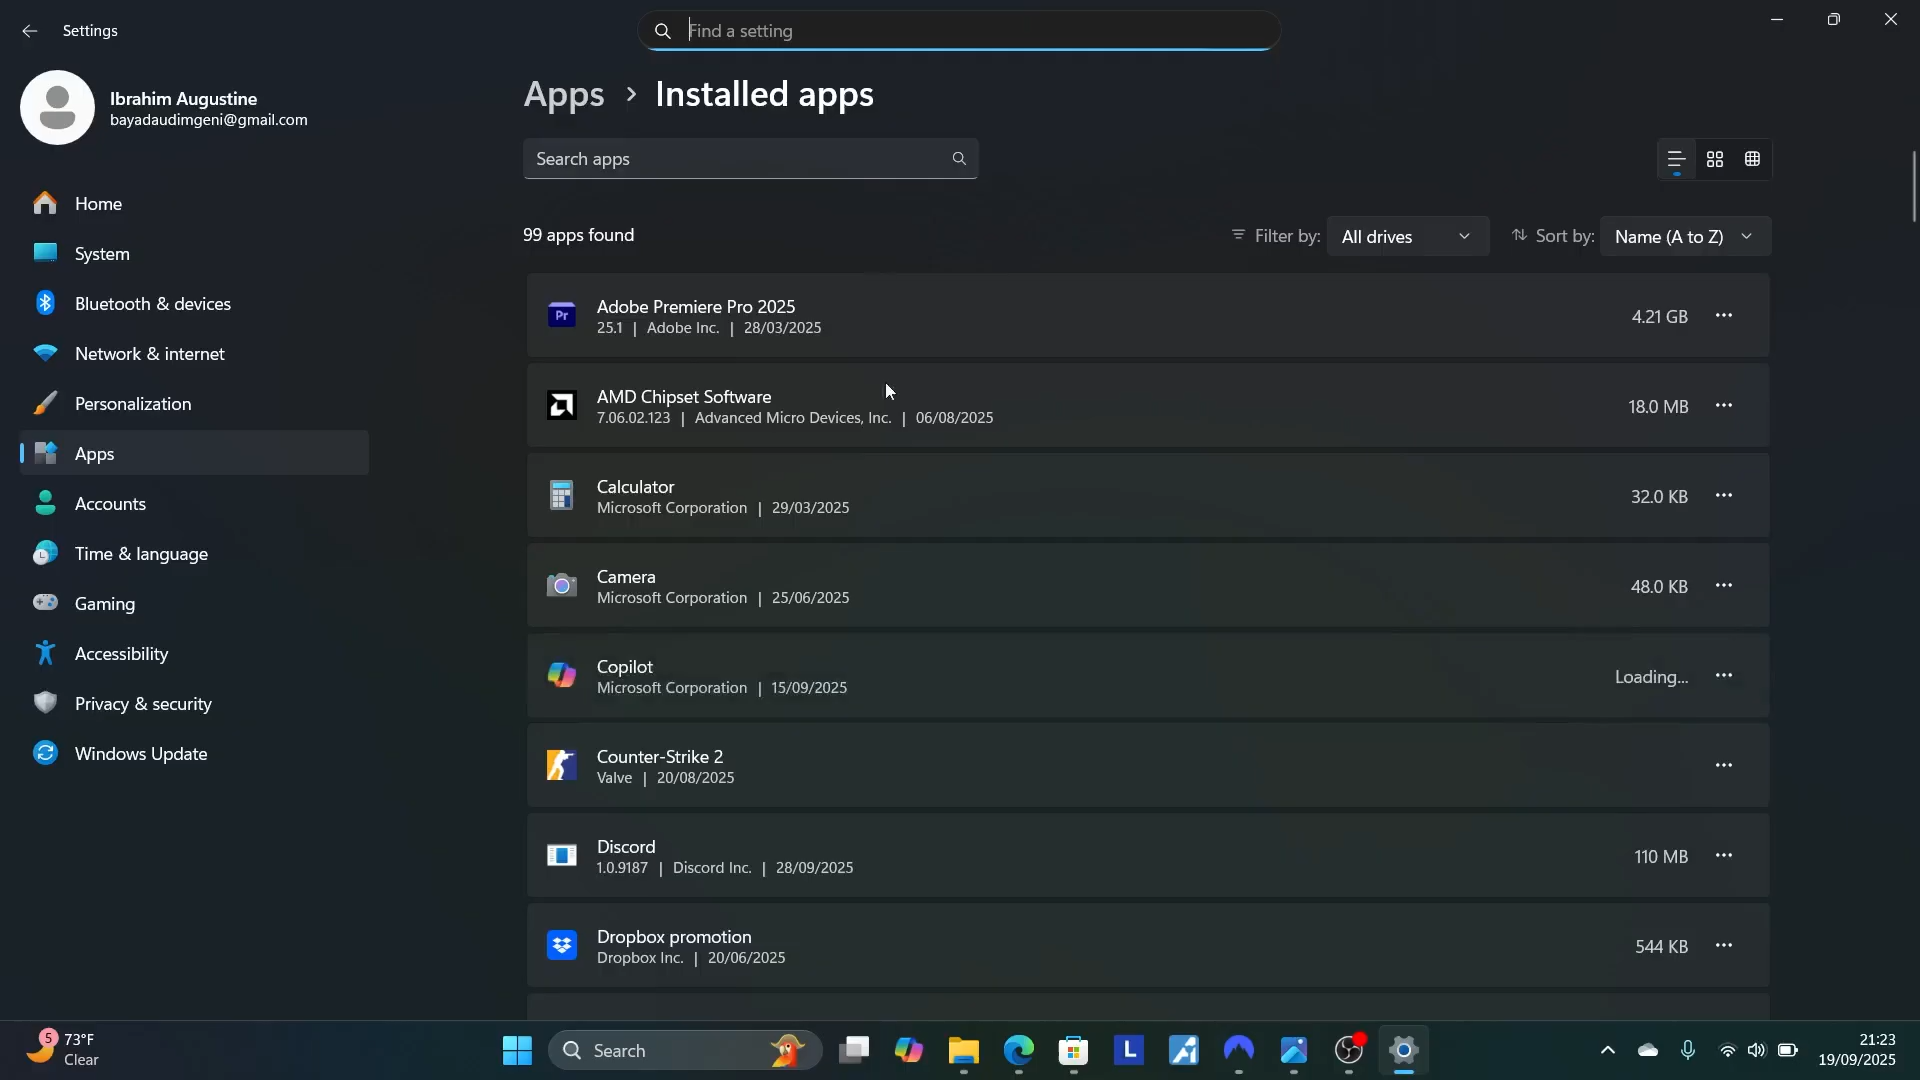 Settings
Find a setting
Ibrahim Augustine
bayadaudimgeni@gmail.com
Home
System
Bluetooth & devices
Network & internet
Personalization
Apps
Accounts
Time & language
Gaming
Accessibility
Privacy & security
Windows Update
Apps > Installed apps
Search apps
99 apps found
Filter by: All drives
Sort by: Name (A to Z)
Pr
Adobe Premiere Pro 2025
25.1 | Adobe Inc. | 28/03/2025
4.21 GB
AMD Chipset Software
7.06.02.123 | Advanced Micro Devices, Inc. | 06/08/2025
18.0 MB
Calculator
Microsoft Corporation | 29/03/2025
32.0 KB
Camera
Microsoft Corporation | 25/06/2025
48.0 KB
Copilot
Microsoft Corporation | 15/09/2025
Loading...
Counter-Strike 2
Valve | 20/08/2025
Discord
1.0.9187 | Discord Inc. | 28/09/2025
110 MB
Dropbox promotion
Dropbox Inc. | 20/06/2025
544 KB
5
73°F
Clear
Search
L
21:23
19/09/2025